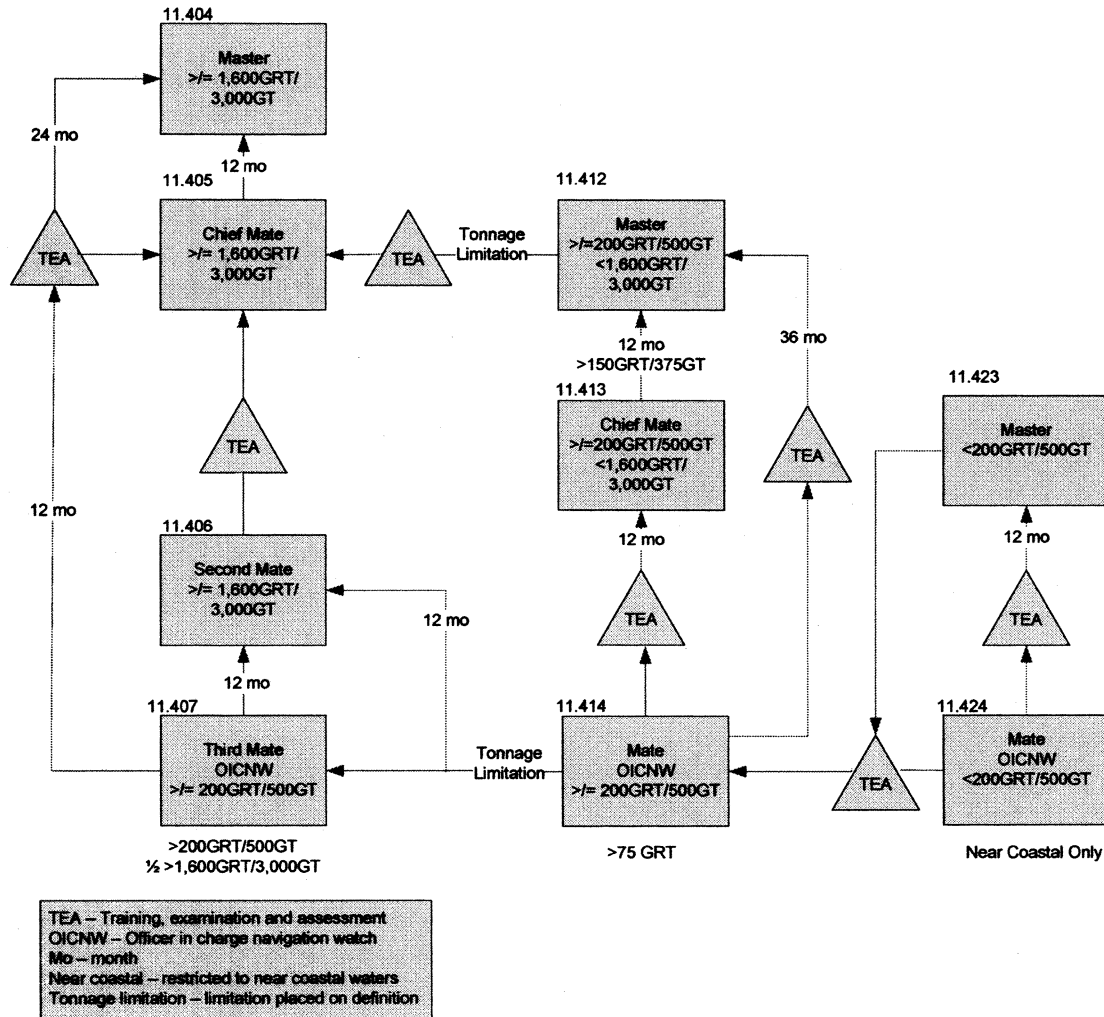 11.404
Master
>/= 1,600GRT/
3,000GT
24 mo
12 mo
11.405
Chief Mate
>/= 1,600GRT/
3,000GT
TEA
TEA
Tonnage
Limitation
11.412
Master
>/=200GRT/500GT
<1,600GRT/
3,000GT
12 mo
>150GRT/375GT
36 mo
11.413
Chief Mate
>/=200GRT/500GT
<1,600GRT/
3,000GT
TEA
TEA
11.423
Master
<200GRT/500GT
12 mo
11.406
Second Mate
>/= 1,600GRT/
3,000GT
12 mo
12 mo
12 mo
TEA
TEA
12 mo
11.407
Third Mate
OICNW
>/= 200GRT/500GT
Tonnage
Limitation
11.414
Mate
OICNW
>/= 200GRT/500GT
TEA
11.424
Mate
OICNW
<200GRT/500GT
>200GRT/500GT
½ >1,600GRT/3,000GT
>75 GRT
Near Coastal Only
TEA – Training, examination and assessment
OICNW – Officer in charge navigation watch
Mo – month
Near coastal – restricted to near coastal waters
Tonnage limitation – limitation placed on definition